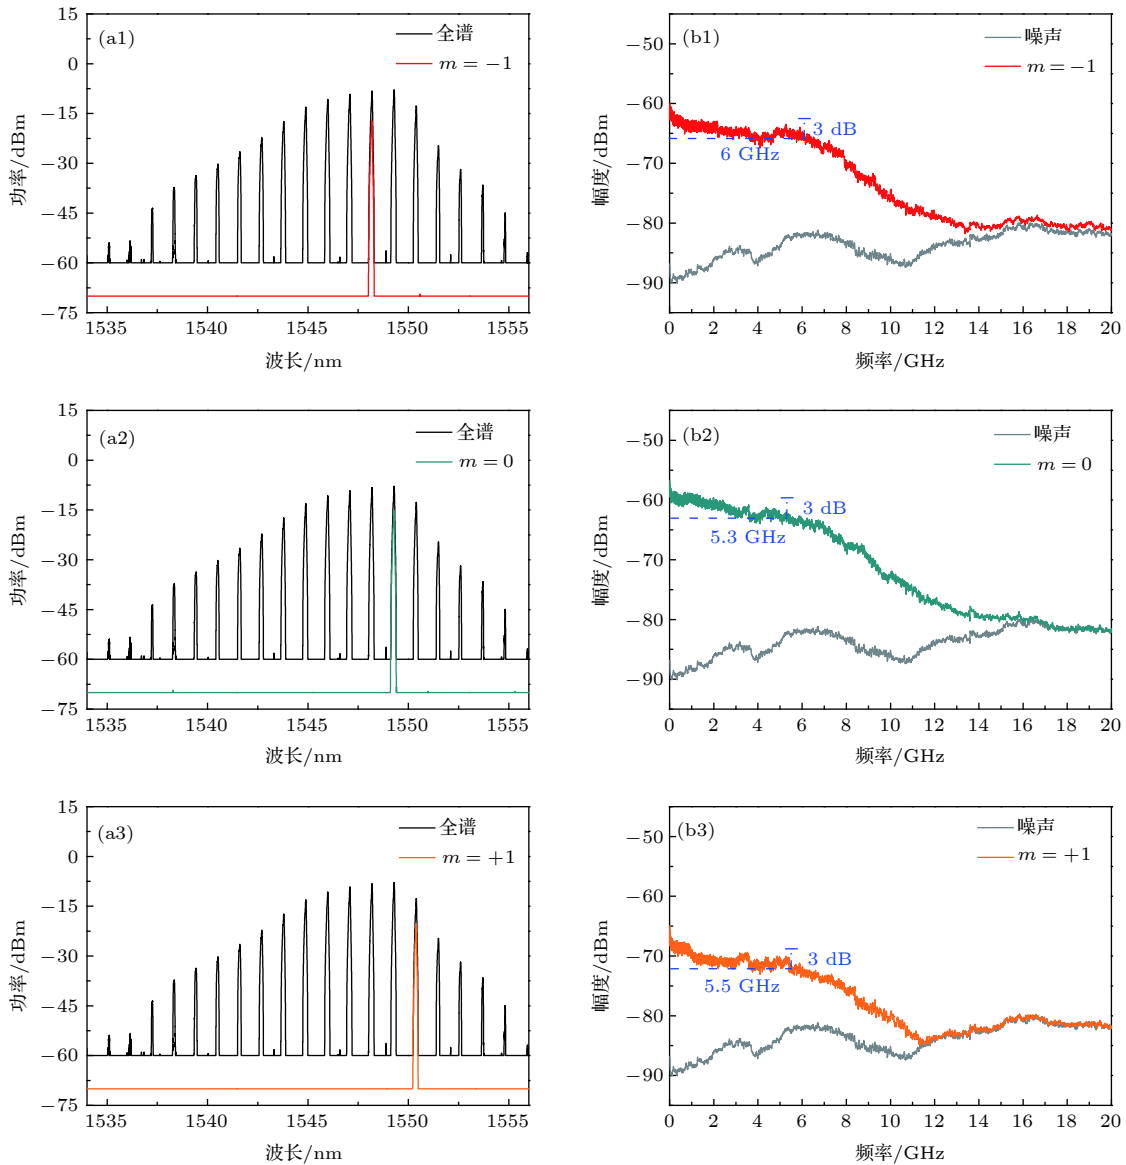 (a1)
全谱
m = −1
15
0
−15
−30
−45
−60
−75
功率/dBm
1535
1540
1545
1550
1555
波长/nm
(b1)
噪声
m = −1
3 dB
6 GHz
−50
−60
−70
−80
−90
幅度/dBm
0
2
4
6
8
10
12
14
16
18
20
频率/GHz
(a2)
全谱
m = 0
15
0
−15
−30
−45
−60
−75
功率/dBm
1535
1540
1545
1550
1555
波长/nm
(b2)
噪声
m = 0
3 dB
5.3 GHz
−50
−60
−70
−80
−90
幅度/dBm
0
2
4
6
8
10
12
14
16
18
20
频率/GHz
(a3)
全谱
m = +1
15
0
−15
−30
−45
−60
−75
功率/dBm
1535
1540
1545
1550
1555
波长/nm
(b3)
噪声
m = +1
3 dB
5.5 GHz
−50
−60
−70
−80
−90
幅度/dBm
0
2
4
6
8
10
12
14
16
18
20
频率/GHz